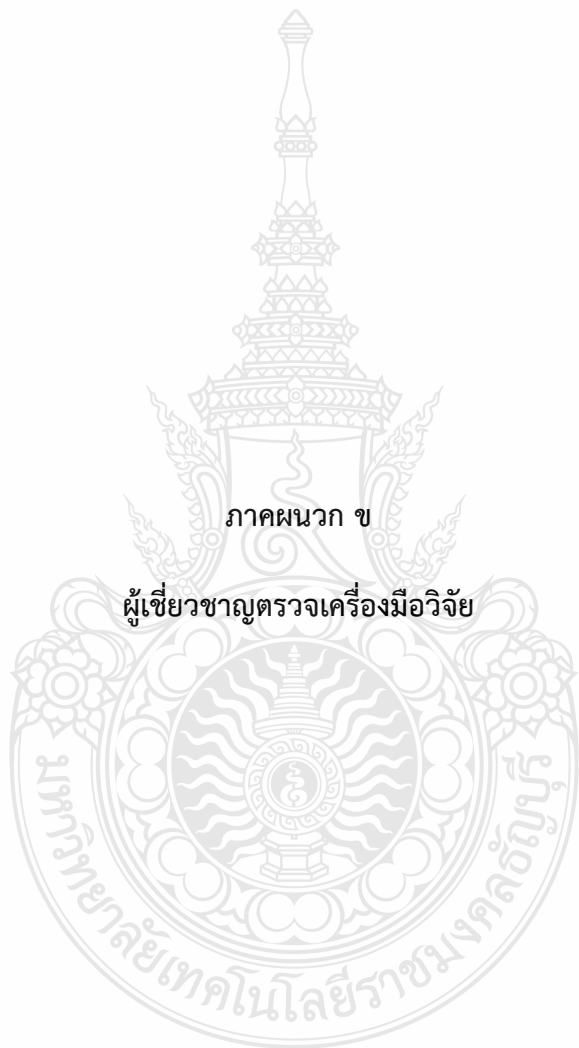 ภาคผนวก ข
ผู้เชี่ยวชาญตรวจเครื่องมือวิจัย
มหาวิทยาลัยเทคโนโลยีราชมงคลธัญบุรี